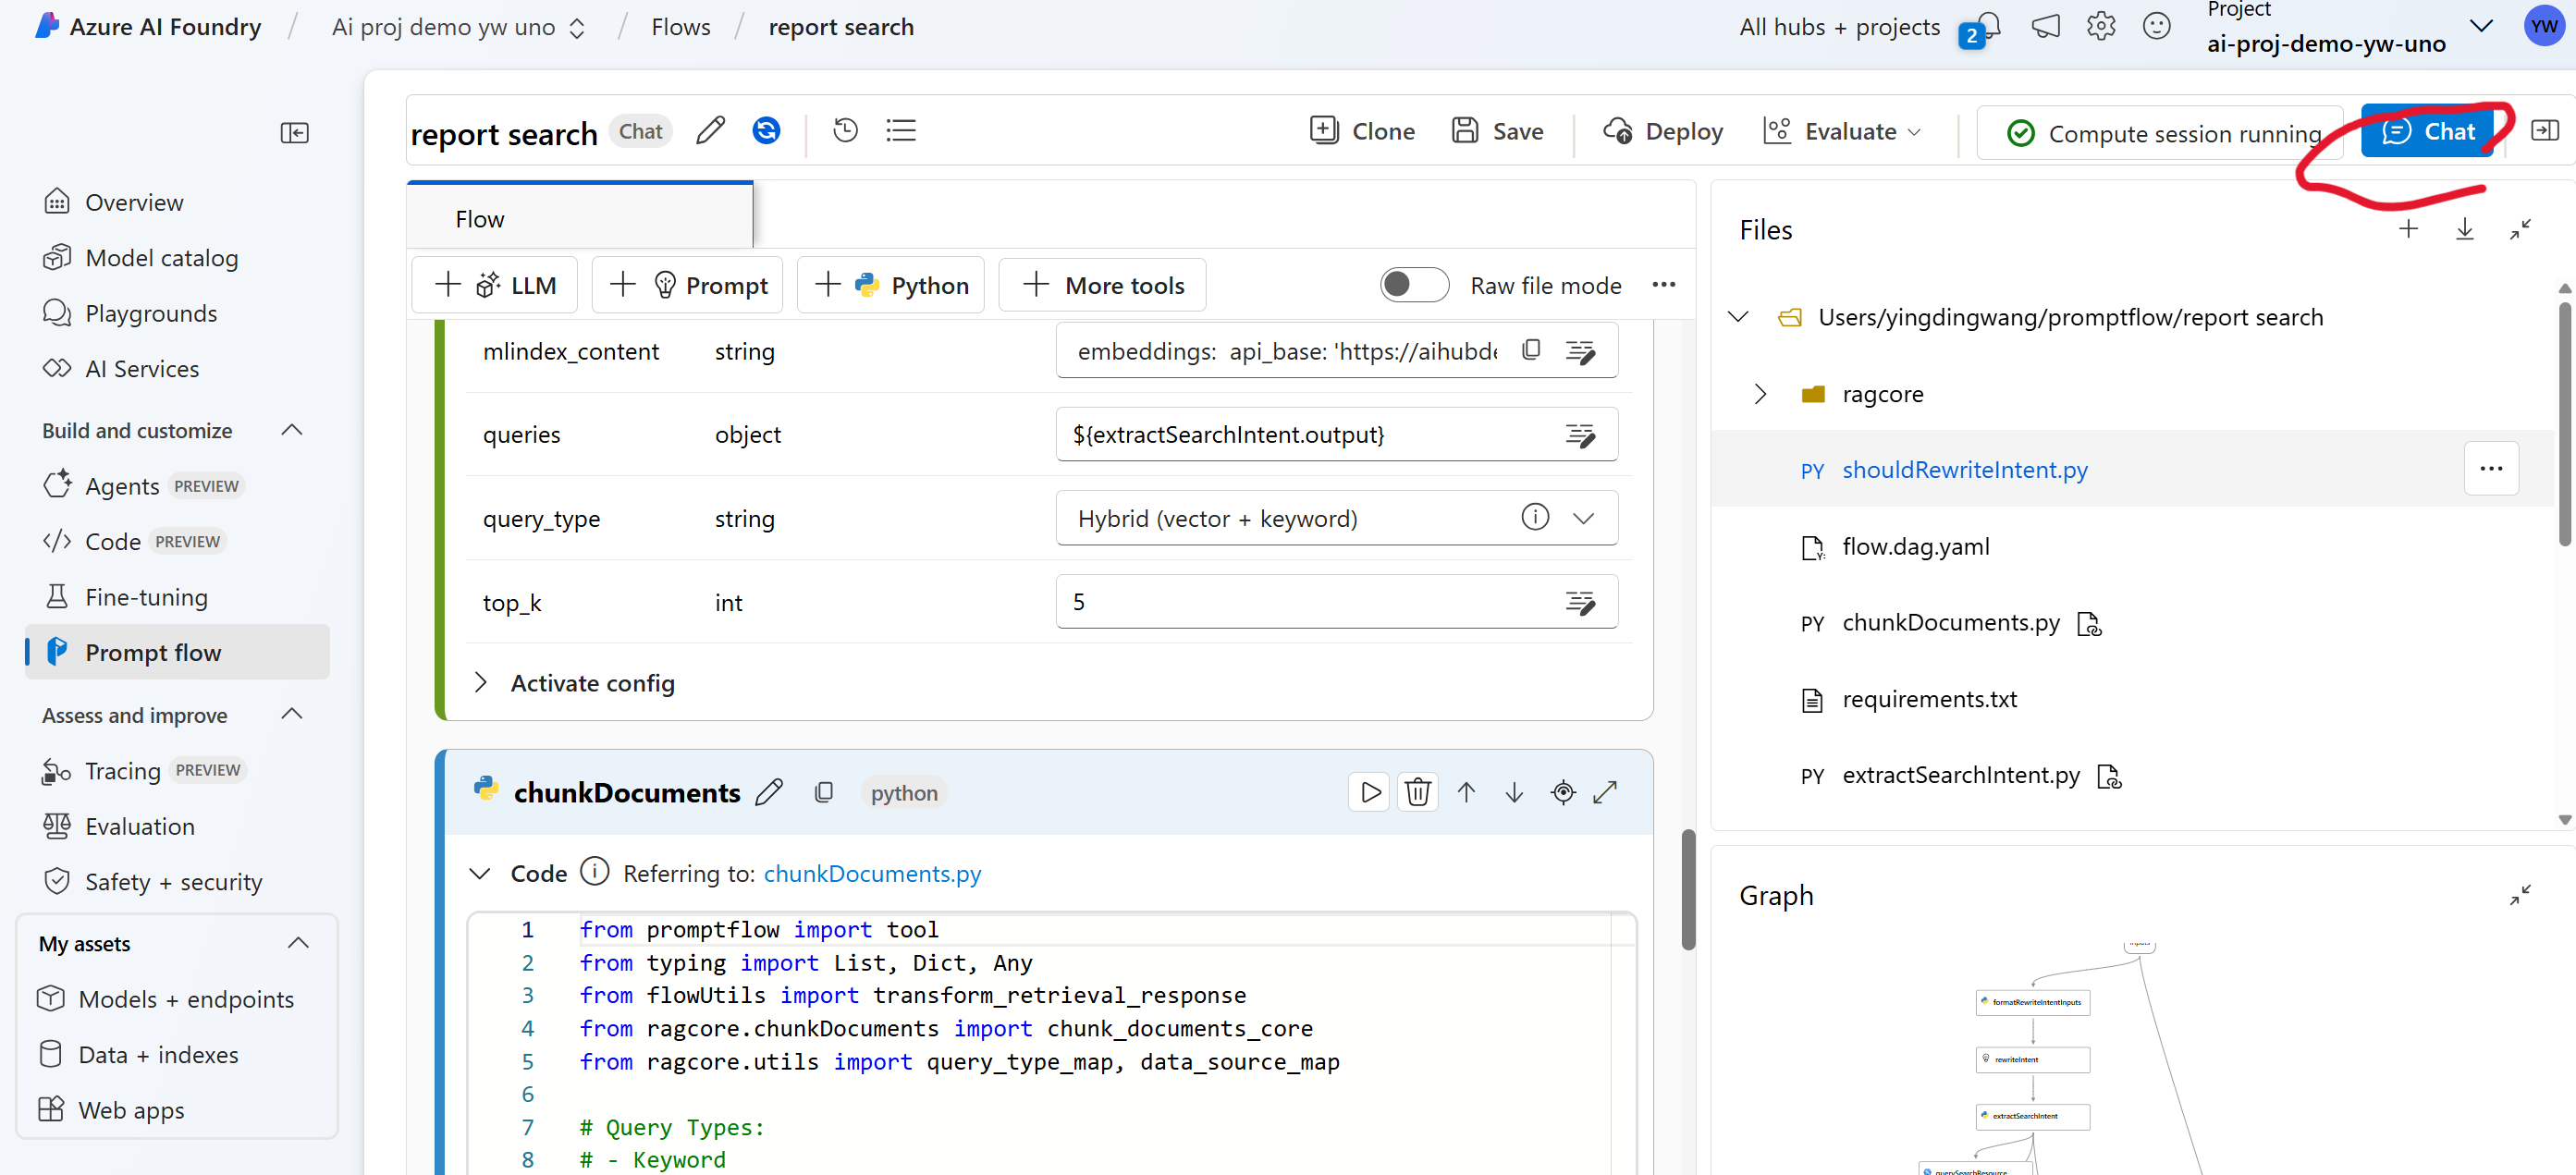 Azure AI Foundry / Ai proj demo yw uno / Flows / report search
All hubs + projects
2
Project
ai-proj-demo-yw-uno
YW
Overview
Model catalog
Playgrounds
AI Services
Build and customize
Agents PREVIEW
Code PREVIEW
Fine-tuning
Prompt flow
Assess and improve
Tracing PREVIEW
Evaluation
Safety + security
My assets
Models + endpoints
Data + indexes
Web apps
report search Chat
Clone Save Deploy Evaluate Compute session running Chat
Flow
LLM Prompt Python More tools Raw file mode
mlindex_content string embeddings: api_base: 'https://aihubde
queries object ${extractSearchIntent.output}
query_type string Hybrid (vector + keyword)
top_k int 5
Activate config
chunkDocuments python
Code Referring to: chunkDocuments.py
1 from promptflow import tool
2 from typing import List, Dict, Any
3 from flowUtils import transform_retrieval_response
4 from ragcore.chunkDocuments import chunk_documents_core
5 from ragcore.utils import query_type_map, data_source_map
6
7 # Query Types:
8 # - Keyword
Files
Users/yingdingwang/promptflow/report search
ragcore
PY shouldRewriteIntent.py
flow.dag.yaml
PY chunkDocuments.py
requirements.txt
PY extractSearchIntent.py
Graph
formatRewriteIntentInputs
rewriteIntent
extractSearchIntent
querySearchResource